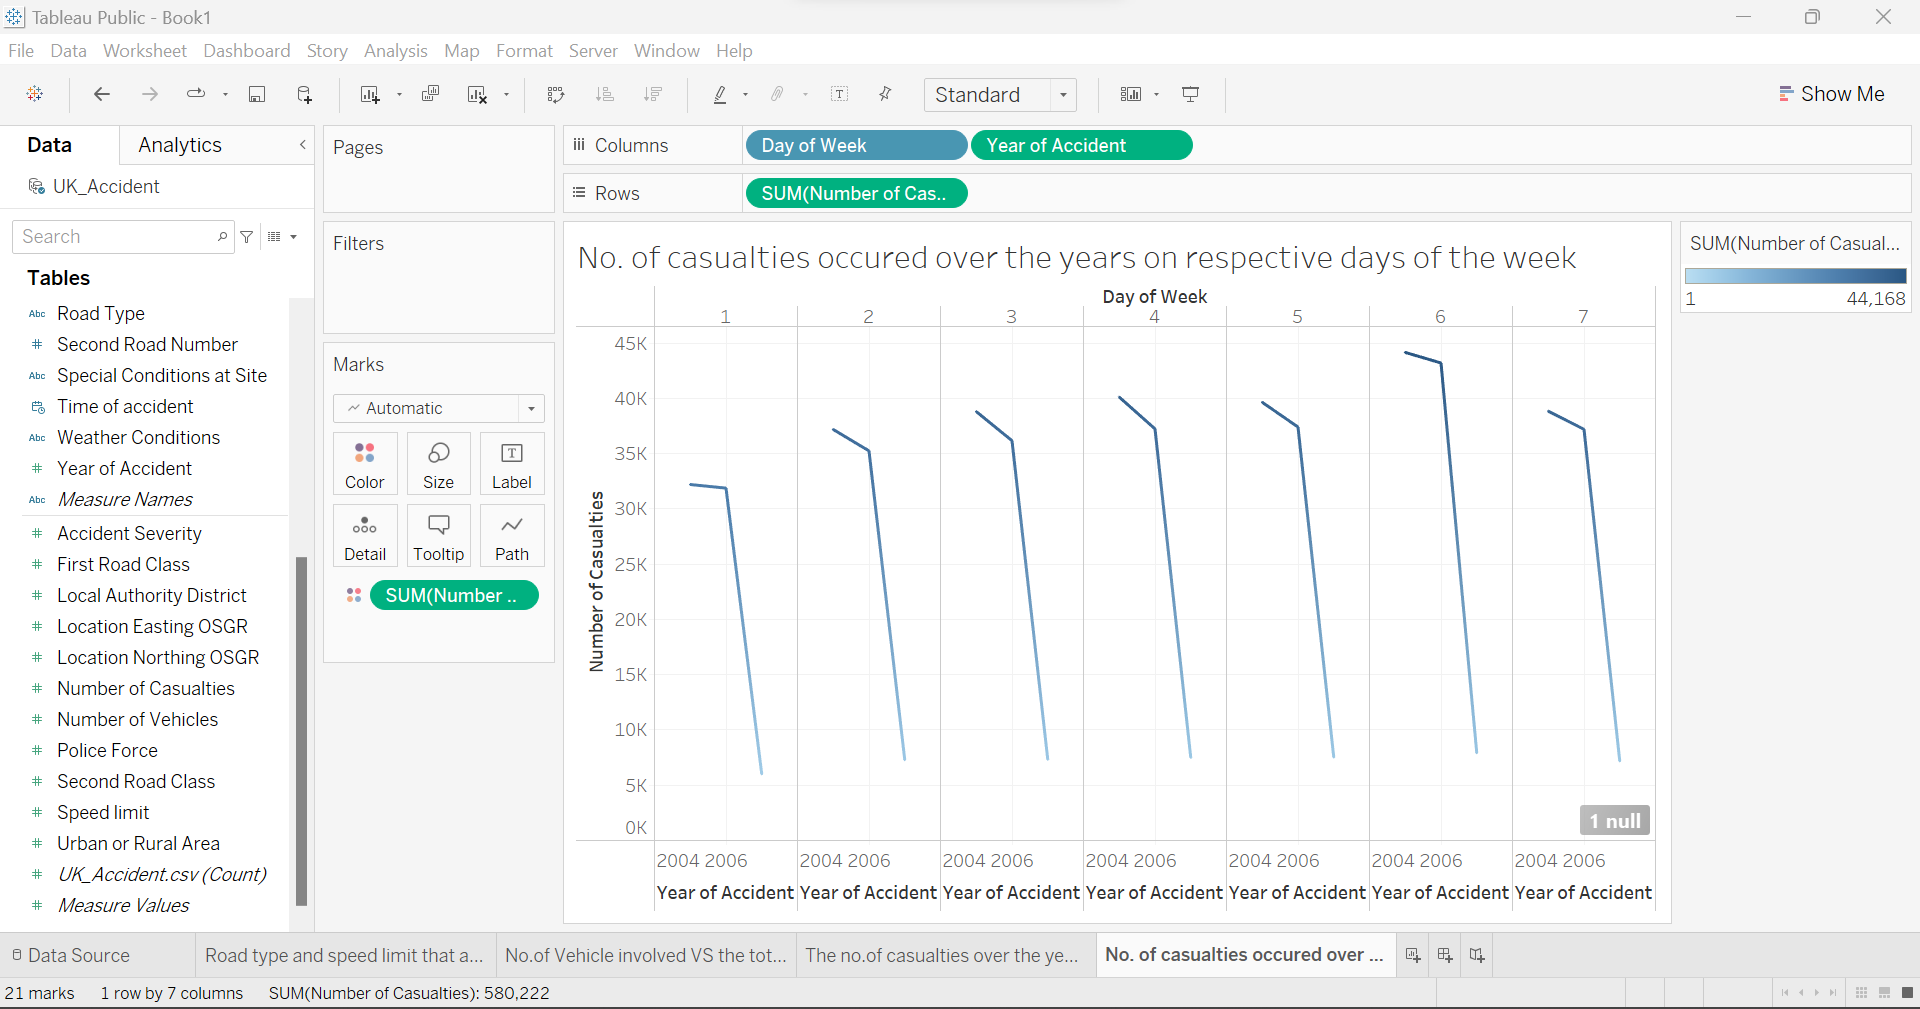 Tableau Public - Book1
File Data Worksheet Dashboard Story Analysis Map Format Server Window Help
Standard
Show Me
Data
Analytics
UK_Accident
Search
Tables
Abc Road Type
# Second Road Number
Abc Special Conditions at Site
Time of accident
Abc Weather Conditions
# Year of Accident
Abc Measure Names
# Accident Severity
# First Road Class
# Local Authority District
# Location Easting OSGR
# Location Northing OSGR
# Number of Casualties
# Number of Vehicles
# Police Force
# Second Road Class
# Speed limit
# Urban or Rural Area
# UK_Accident.csv (Count)
# Measure Values
Pages
Filters
Marks
Automatic
Color Size Label
Detail Tooltip Path
SUM(Number ..
Columns Day of Week Year of Accident
Rows SUM(Number of Cas..
No. of casualties occured over the years on respective days of the week
Day of Week
1 2 3 4 5 6 7
Number of Casualties
45K
40K
35K
30K
25K
20K
15K
10K
5K
0K
1 null
2004 2006 2004 2006 2004 2006 2004 2006 2004 2006 2004 2006 2004 2006
Year of Accident Year of Accident Year of Accident Year of Accident Year of Accident Year of Accident Year of Accident
SUM(Number of Casual...
1 44,168
Data Source
Road type and speed limit that a...
No.of Vehicle involved VS the tot...
The no.of casualties over the ye...
No. of casualties occured over ...
21 marks 1 row by 7 columns SUM(Number of Casualties): 580,222